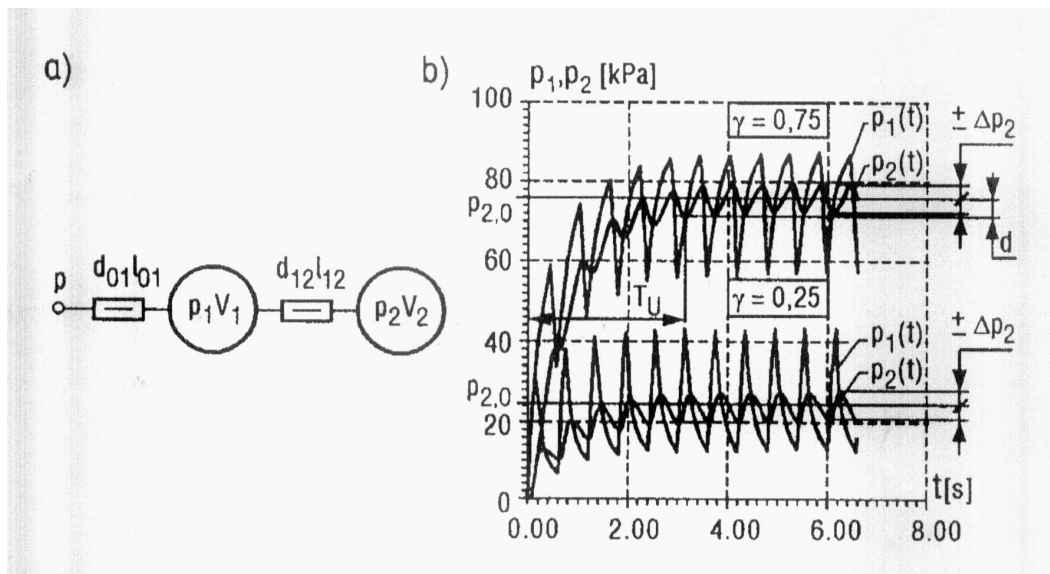 a)
p
d₀₁l₀₁
p₁V₁
d₁₂l₁₂
p₂V₂
b)
p₁,p₂ [kPa]
100
80
p₂,₀
60
40
p₂,₀
20
0
0.00 2.00 4.00 6.00 8.00
t[s]
γ = 0,75
p₁(t)
p₂(t)
± Δp₂
d
T_U
γ = 0,25
p₁(t)
p₂(t)
± Δp₂